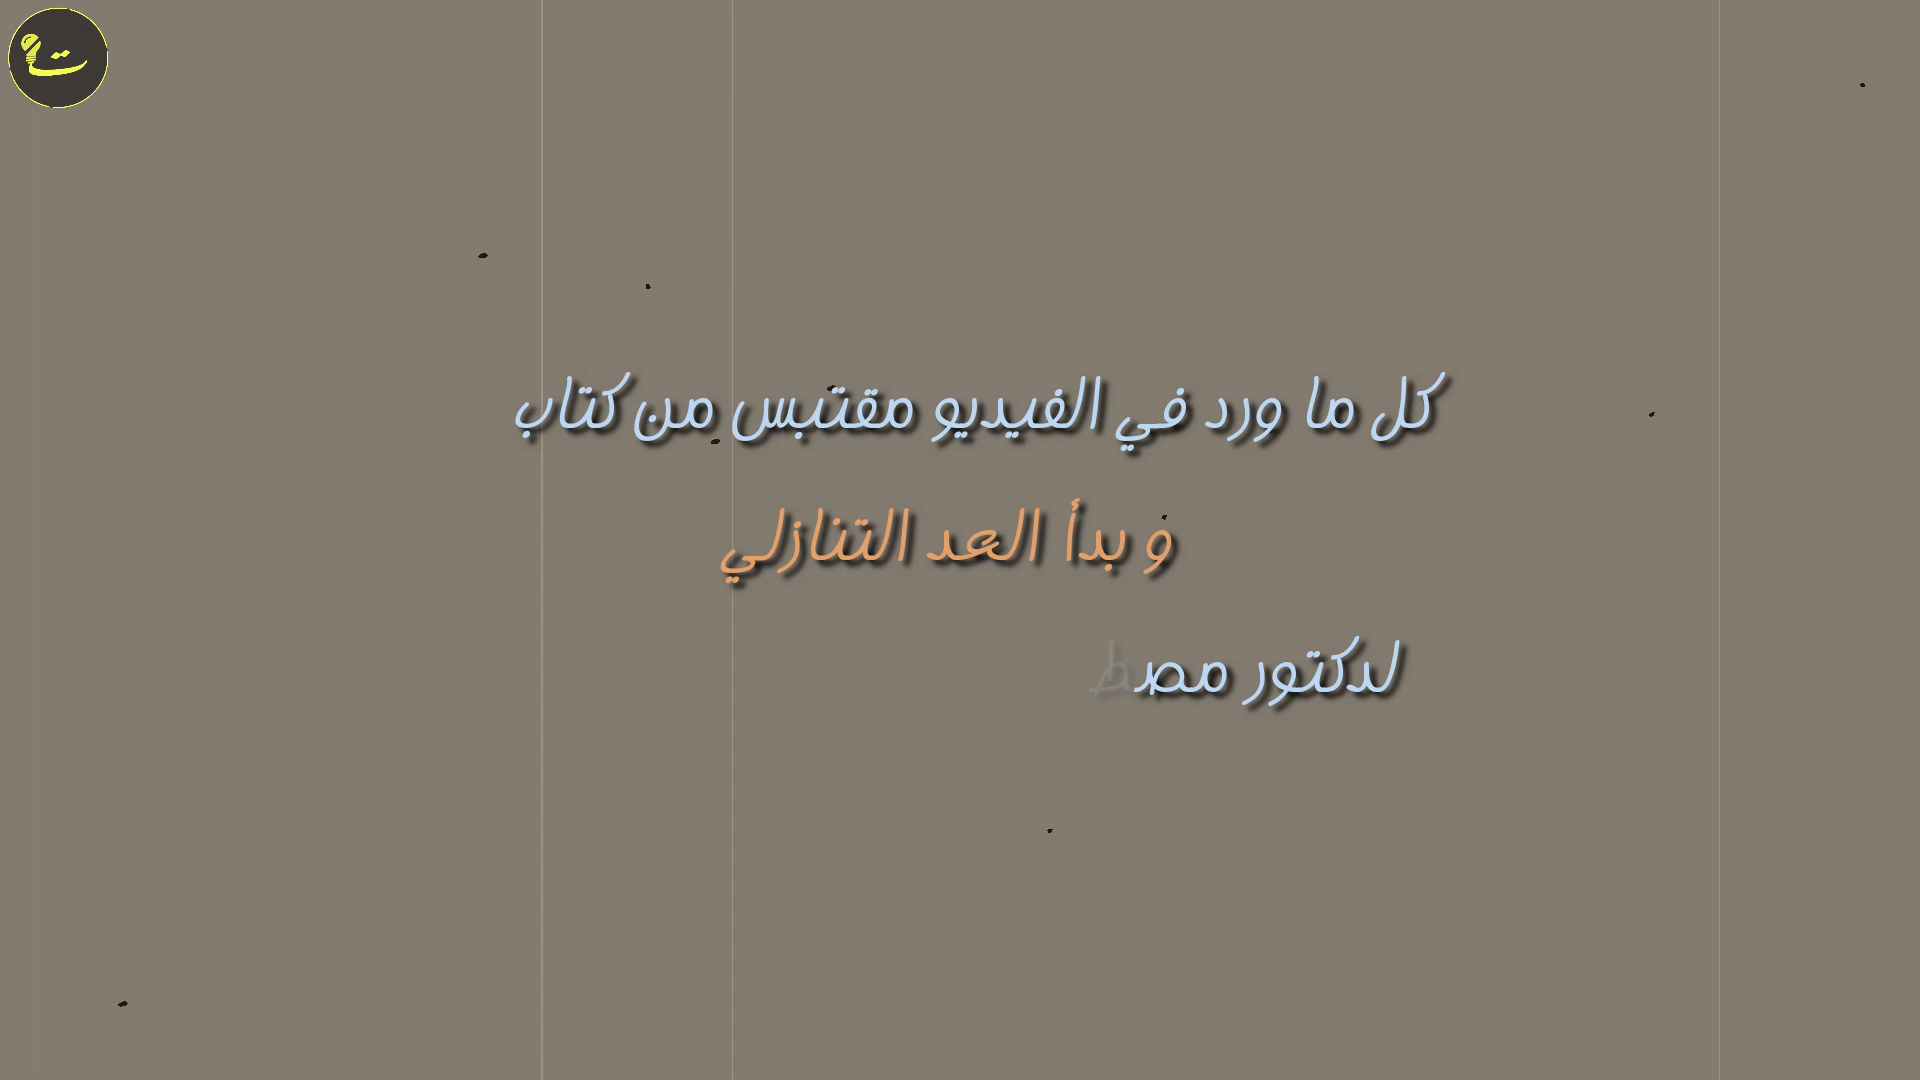 كل ما ورد في الفيديو مقتبس من كتاب
و بدأ العد التنازلي
لدكتور مصط